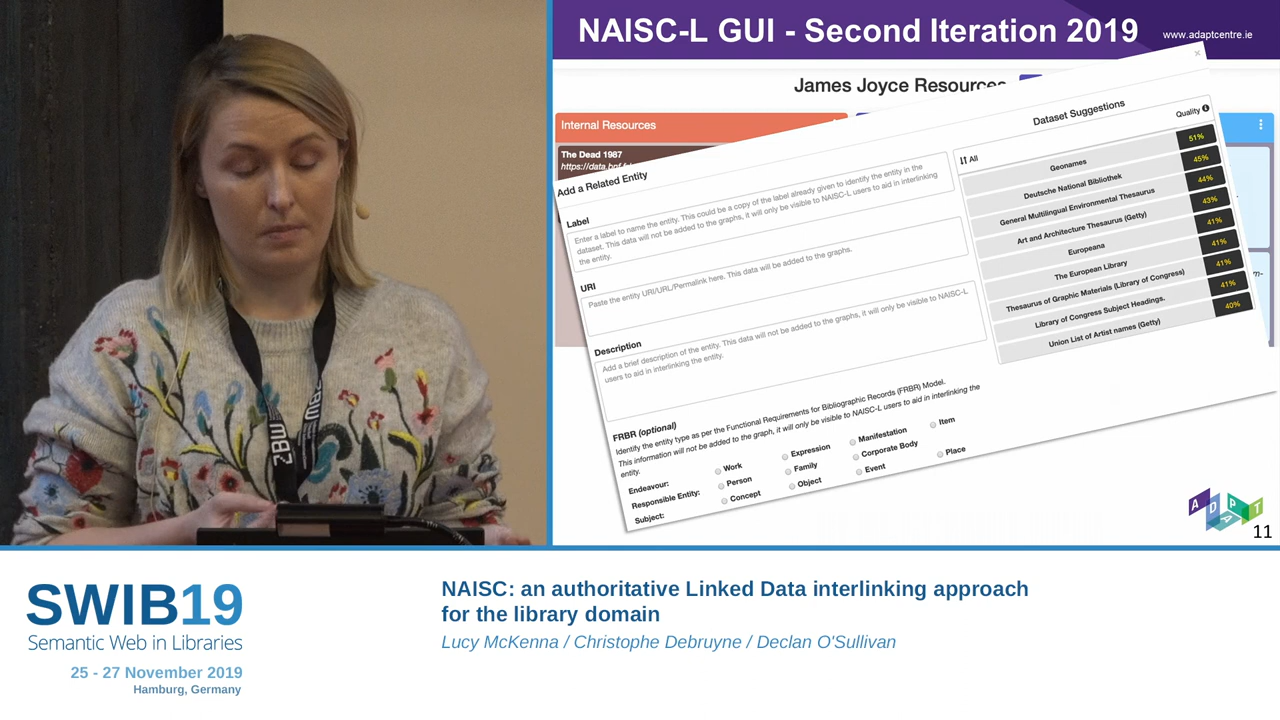 NAISC-L GUI - Second Iteration 2019
www.adaptcentre.ie
James Joyce Resources
Internal Resources
The Dead 1987
Add a Related Entity
Label
Enter a label to name the entity. This could be a copy of the label already given to identify the entity in the
dataset. This data will not be added to the graphs, it will only be visible to NAISC-L users to aid in interlinking
the entity.
URI
Paste the entity URI/URL/Permalink here. This data will be added to the graphs.
Description
Add a brief description of the entity. This data will not be added to the graphs, it will only be visible to NAISC-L
users to aid in interlinking the entity.
FRBR (optional)
Identify the entity type as per the Functional Requirements for Bibliographic Records (FRBR) Model.
This information will not be added to the graph, it will only be visible to NAISC-L users to aid in interlinking the
entity.
Endeavour: Work Expression Manifestation Item
Responsible Entity: Person Family Corporate Body
Subject: Concept Object Event Place
Dataset Suggestions
All
Quality
Geonames 51%
Deutsche National Bibliothek 45%
General Multilingual Environmental Thesaurus 44%
Art and Architecture Thesaurus (Getty) 43%
Europeana 41%
The European Library 41%
Thesaurus of Graphic Materials (Library of Congress) 41%
Library of Congress Subject Headings. 41%
Union List of Artist names (Getty) 40%
ADAPT
11
ZBW
SWIB19
Semantic Web in Libraries
25 - 27 November 2019
Hamburg, Germany
NAISC: an authoritative Linked Data interlinking approach
for the library domain
Lucy McKenna / Christophe Debruyne / Declan O'Sullivan